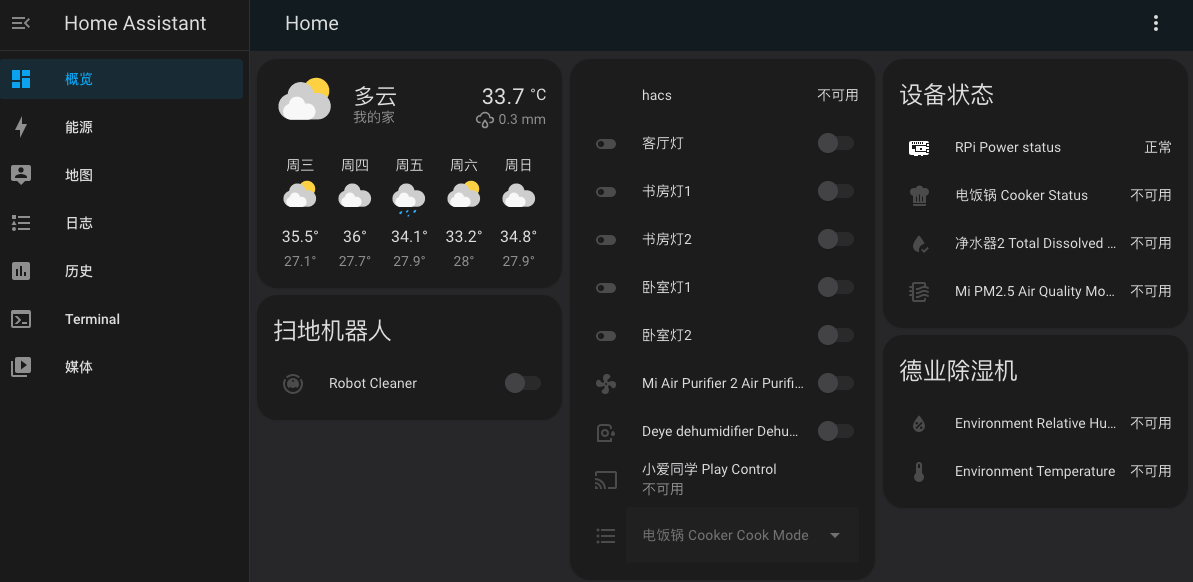 Home Assistant
概览
能源
地图
日志
历史
Terminal
媒体
Home
多云
我的家
33.7 °C
0.3 mm
周三 周四 周五 周六 周日
35.5° 36° 34.1° 33.2° 34.8°
27.1° 27.7° 27.9° 28° 27.9°
扫地机器人
Robot Cleaner
hacs 不可用
客厅灯
书房灯1
书房灯2
卧室灯1
卧室灯2
Mi Air Purifier 2 Air Purifi...
Deye dehumidifier Dehu...
小爱同学 Play Control
不可用
电饭锅 Cooker Cook Mode
设备状态
RPi Power status 正常
电饭锅 Cooker Status 不可用
净水器2 Total Dissolved ... 不可用
Mi PM2.5 Air Quality Mo... 不可用
德业除湿机
Environment Relative Hu... 不可用
Environment Temperature 不可用